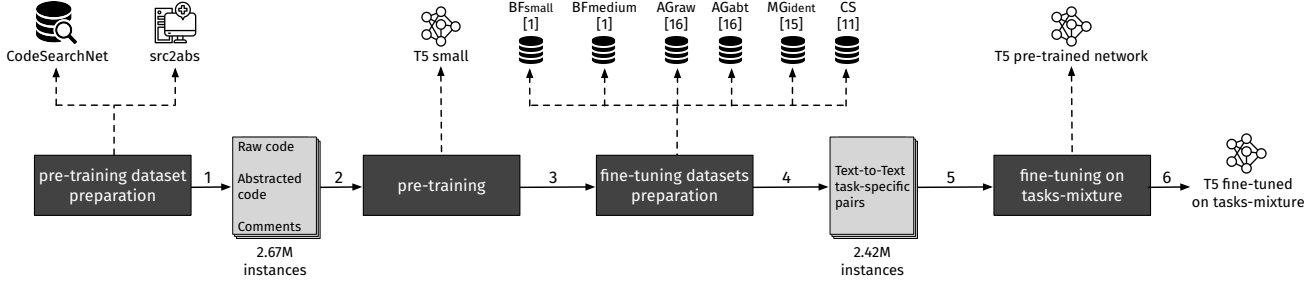 CodeSearchNet
src2abs
T5 small
BFsmall
[1]
BFmedium
[1]
AGraw
[16]
AGabt
[16]
MGident
[15]
CS
[11]
T5 pre-trained network
pre-training dataset
preparation
1
Raw code
Abstracted
code
Comments
2.67M
instances
2
pre-training
3
fine-tuning datasets
preparation
4
Text-to-Text
task-specific
pairs
2.42M
instances
5
fine-tuning on
tasks-mixture
6
T5 fine-tuned
on tasks-mixture